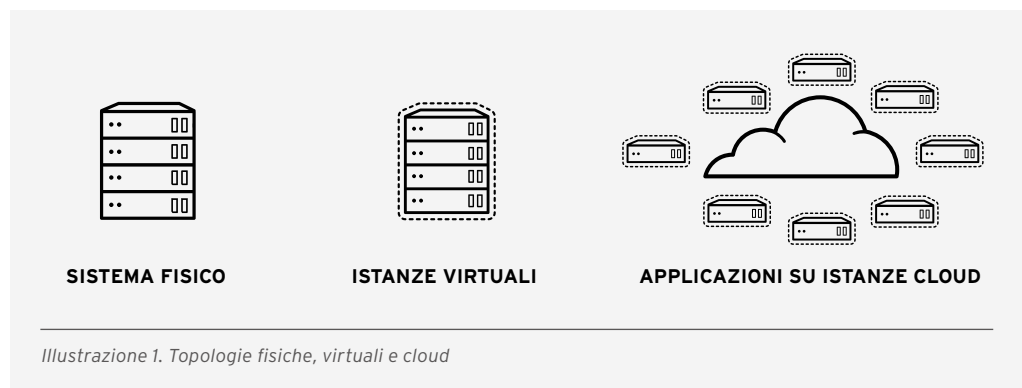 SISTEMA FISICO
ISTANZE VIRTUALI
APPLICAZIONI SU ISTANZE CLOUD
Illustrazione 1. Topologie fisiche, virtuali e cloud